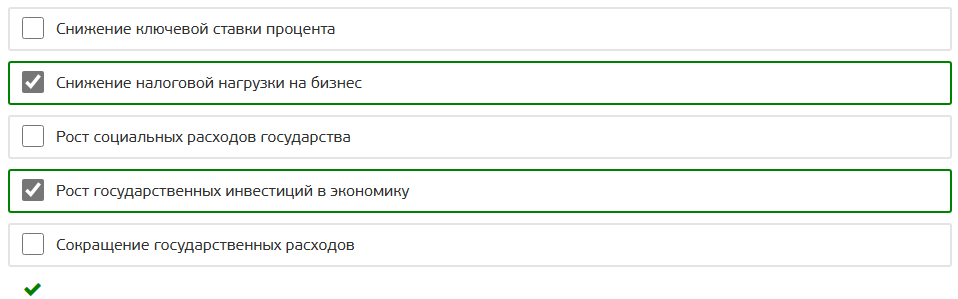 Снижение ключевой ставки процента
Снижение налоговой нагрузки на бизнес
Рост социальных расходов государства
Рост государственных инвестиций в экономику
Сокращение государственных расходов